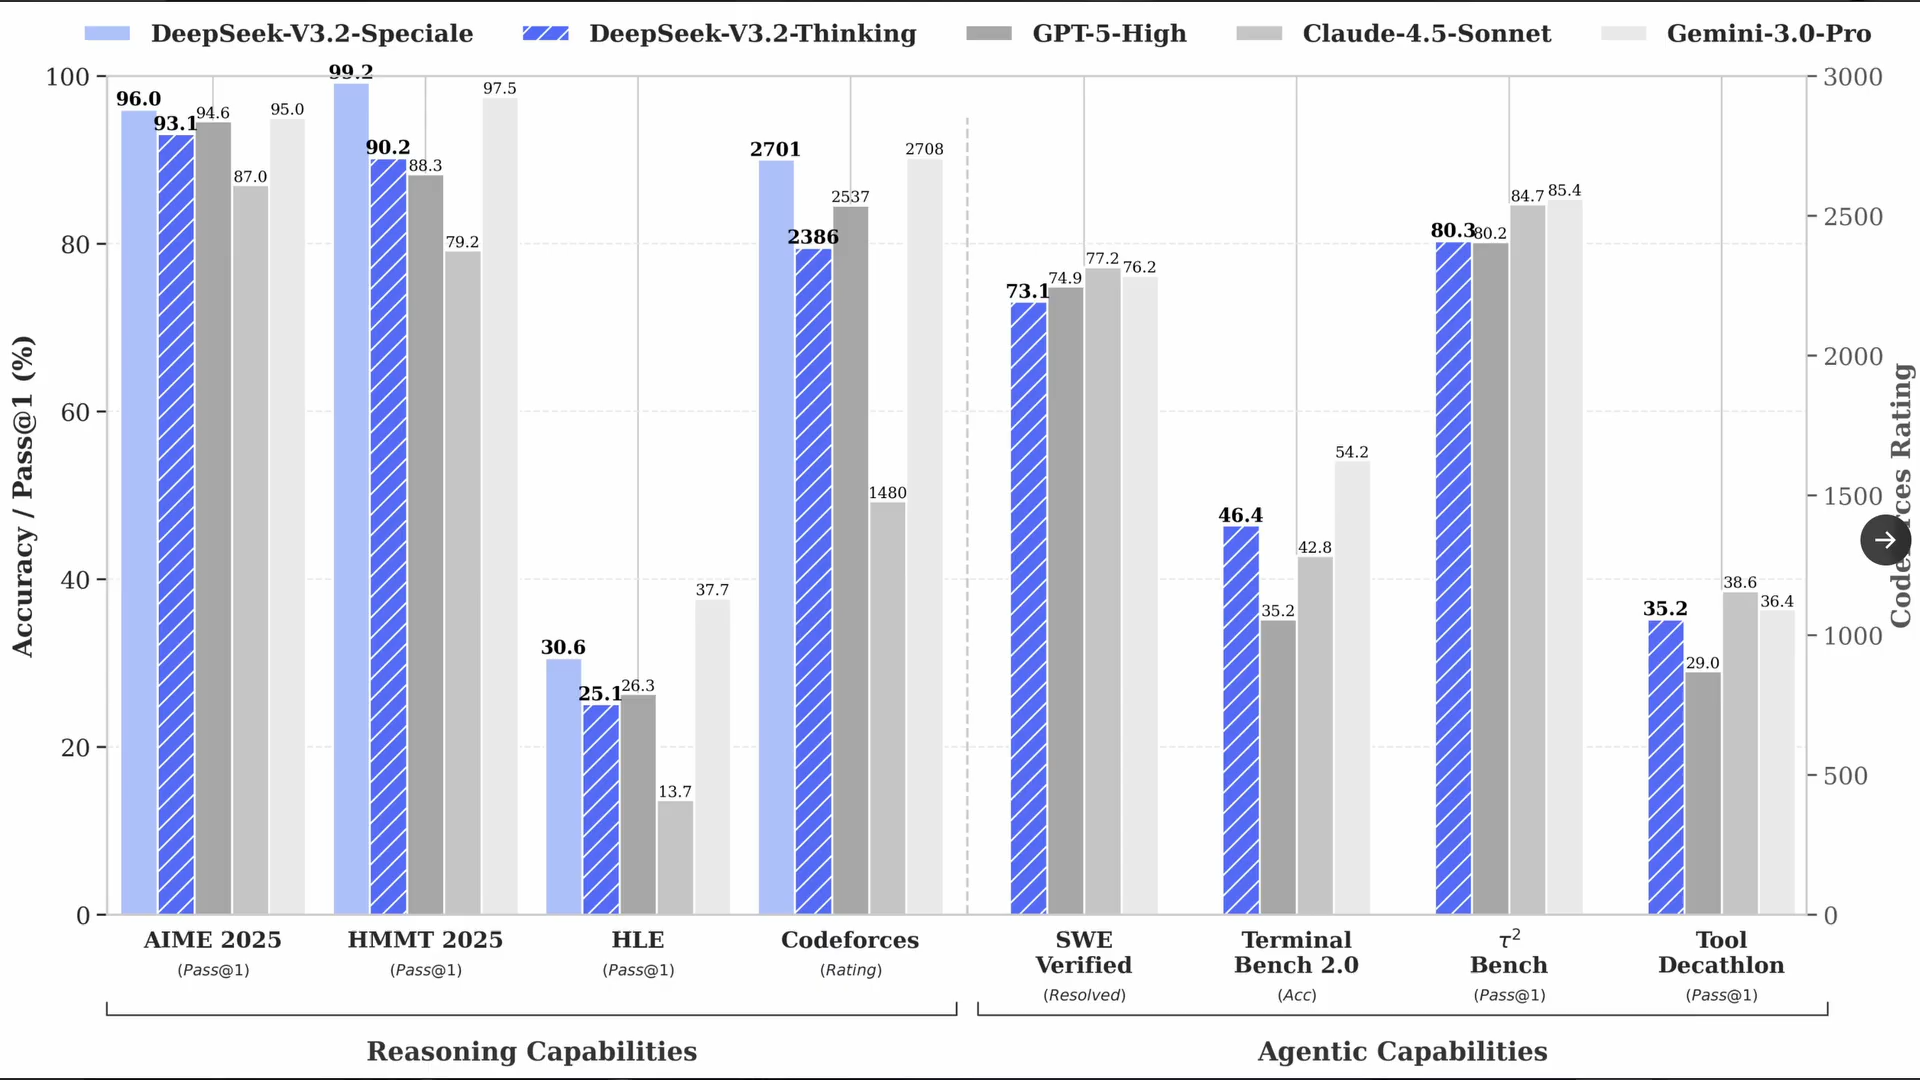 DeepSeek-V3.2-Speciale DeepSeek-V3.2-Thinking GPT-5-High Claude-4.5-Sonnet Gemini-3.0-Pro
Accuracy / Pass@1 (%)
100
80
60
40
20
0
96.0 93.1 94.6 87.0 95.0
99.2 90.2 88.3 79.2 97.5
30.6 25.1 26.3 13.7 37.7
2701 2386 2537 1480 2708
73.1 74.9 77.2 76.2
46.4 35.2 42.8 54.2
80.3 80.2 84.7 85.4
35.2 29.0 38.6 36.4
3000
2500
2000
1500
1000
500
0
Rating
AIME 2025
(Pass@1)
HMMT 2025
(Pass@1)
HLE
(Pass@1)
Codeforces
(Rating)
SWE
Verified
(Resolved)
Terminal
Bench 2.0
(Acc)
τ²
Bench
(Pass@1)
Tool
Decathlon
(Pass@1)
Reasoning Capabilities
Agentic Capabilities